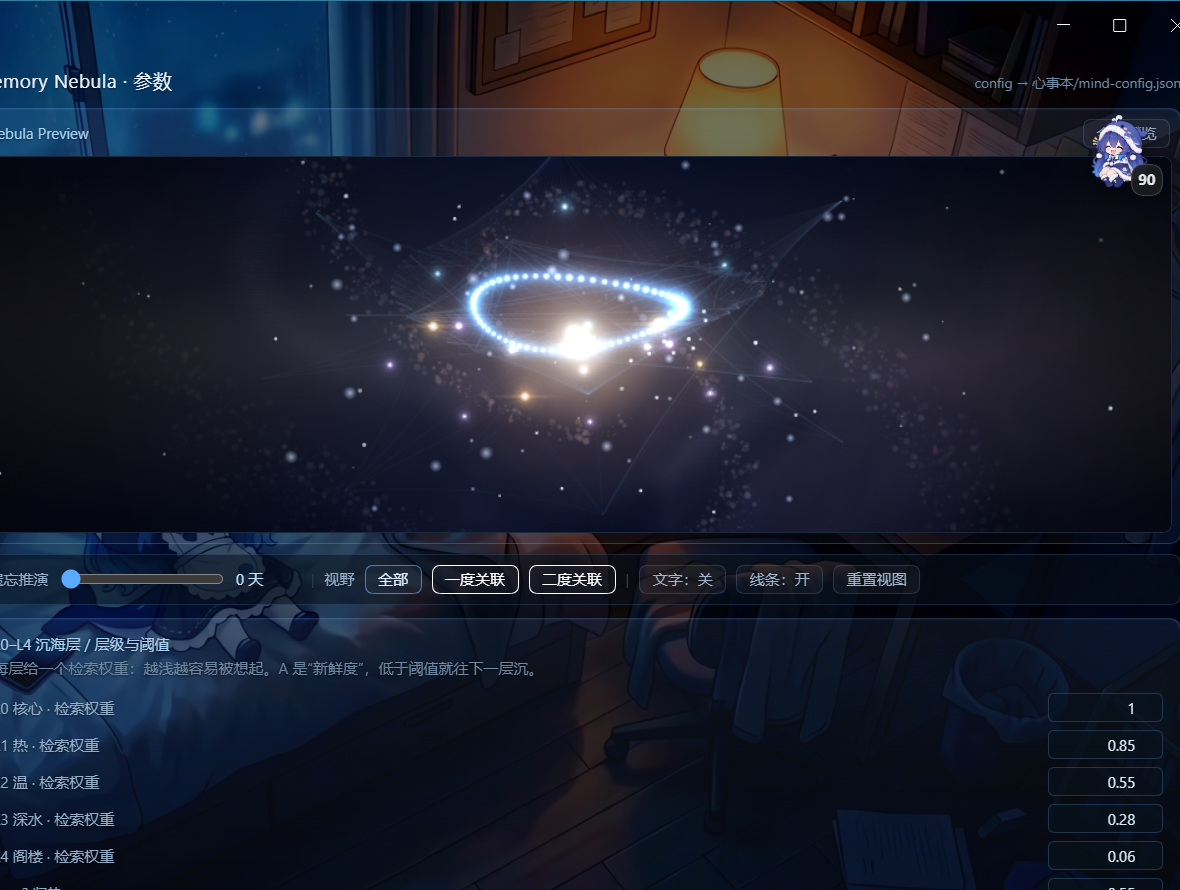 emory Nebula · 参数
config → 心事本/mind-config.json
ebula Preview
览
90
忘推演
0 天
视野
全部
一度关联
二度关联
文字：关
线条：开
重置视图
0–L4 沉海层 / 层级与阈值
海层给一个检索权重：越浅越容易被想起。A 是“新鲜度”，低于阈值就往下一层沉。
0 核心 · 检索权重
1
1 热 · 检索权重
0.85
2 温 · 检索权重
0.55
3 深水 · 检索权重
0.28
4 阁楼 · 检索权重
0.06